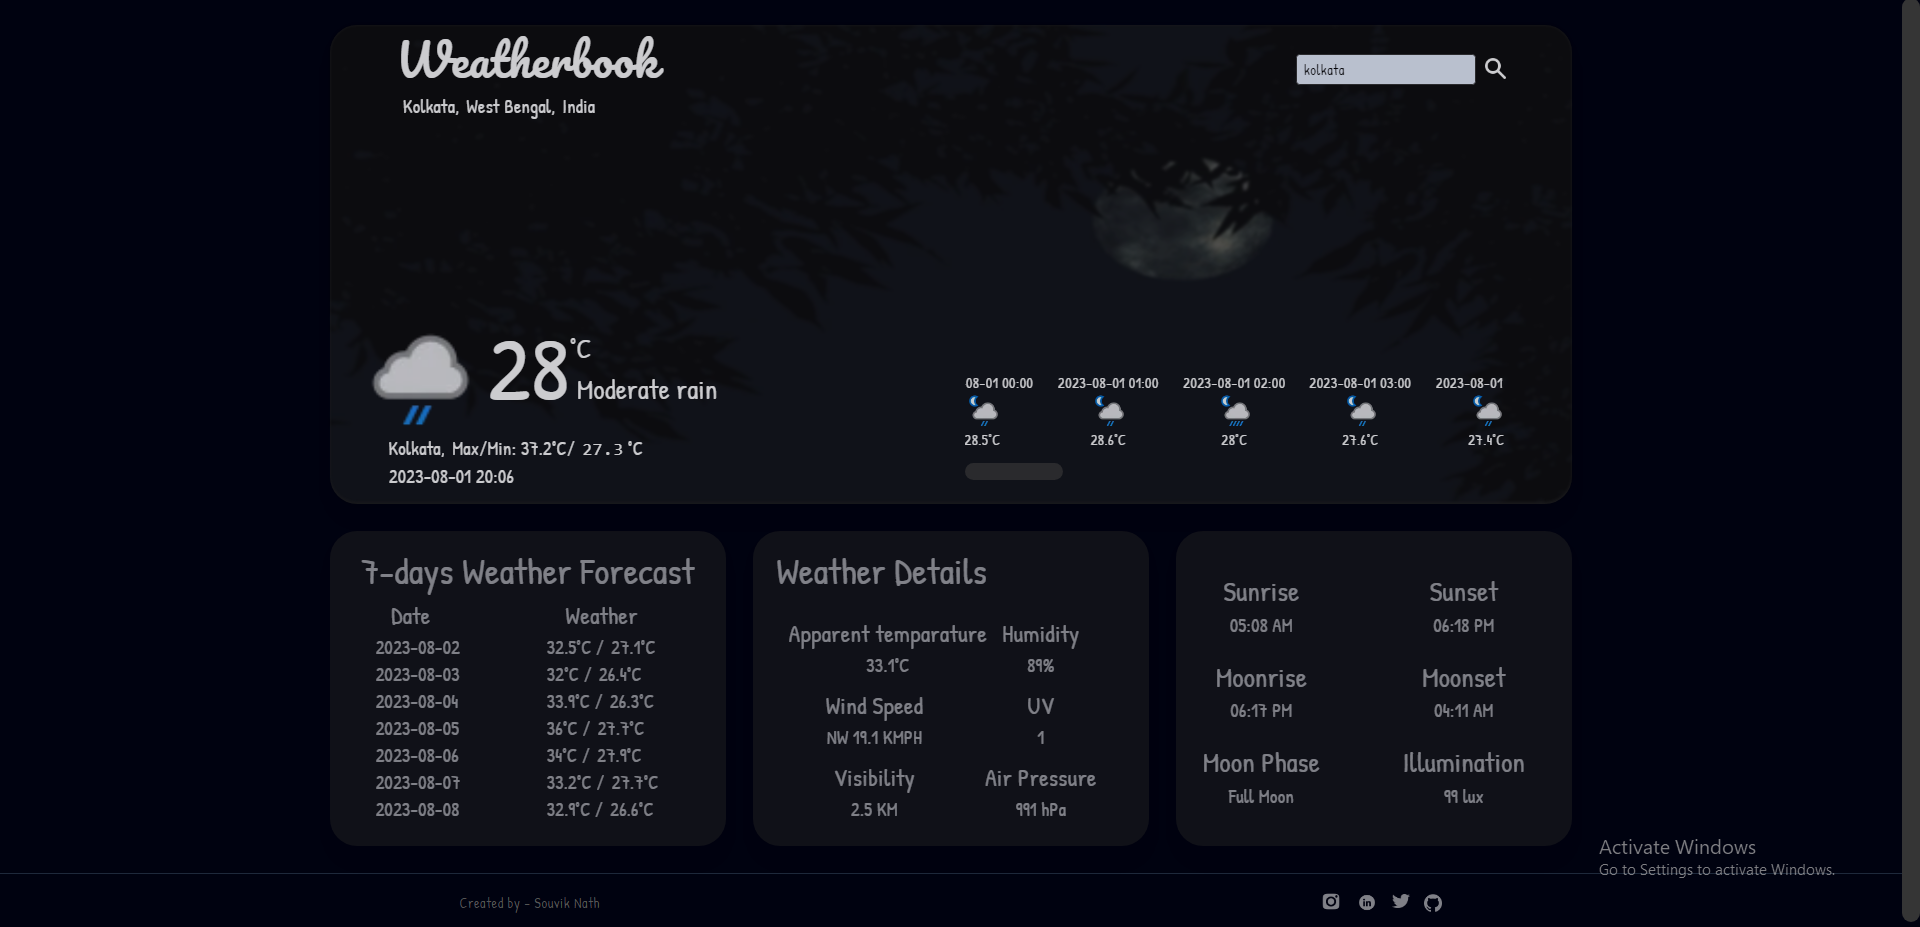 Weatherbook
kolkata
Kolkata, West Bengal, India
28 °C
Moderate rain
Kolkata, Max/Min: 37.2°C/ 27.3 °C
2023-08-01 20:06
08-01 00:00 2023-08-01 01:00 2023-08-01 02:00 2023-08-01 03:00 2023-08-01
28.5°C 28.6°C 28°C 27.6°C 27.4°C
7-days Weather Forecast
Date Weather
2023-08-02 32.5°C / 27.1°C
2023-08-03 32°C / 26.4°C
2023-08-04 33.9°C / 26.3°C
2023-08-05 36°C / 27.7°C
2023-08-06 34°C / 27.9°C
2023-08-07 33.2°C / 27.7°C
2023-08-08 32.9°C / 26.6°C
Weather Details
Apparent temparature Humidity
33.1°C 89%
Wind Speed UV
NW 19.1 KMPH 1
Visibility Air Pressure
2.5 KM 991 hPa
Sunrise Sunset
05:08 AM 06:18 PM
Moonrise Moonset
06:17 PM 04:11 AM
Moon Phase Illumination
Full Moon 99 lux
Activate Windows
Go to Settings to activate Windows.
Created by - Souvik Nath
in